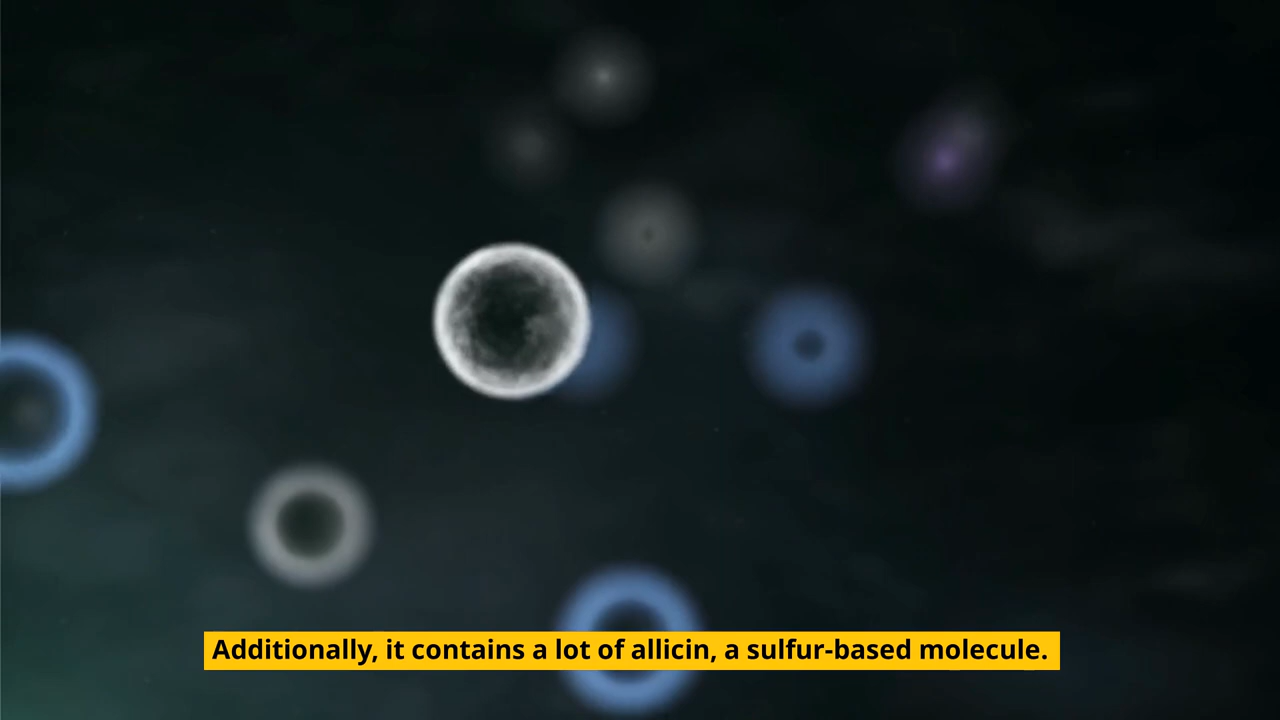 Additionally, it contains a lot of allicin, a sulfur-based molecule.